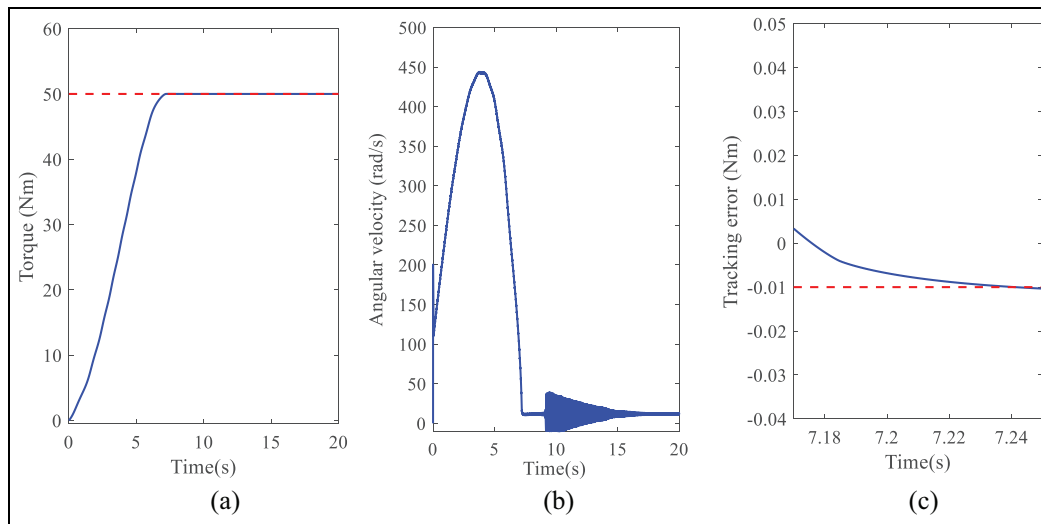 60
50
40
30
20
10
0
Torque (Nm)
0 5 10 15 20
Time(s)
(a)
500
450
400
350
300
250
200
150
100
50
0
Angular velocity (rad/s)
0 5 10 15 20
Time(s)
(b)
0.05
0.04
0.03
0.02
0.01
0
-0.01
-0.02
-0.03
-0.04
Tracking error (Nm)
7.18 7.2 7.22 7.24
Time(s)
(c)